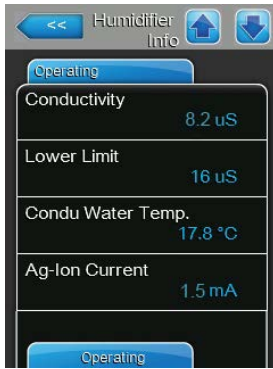 << Humidifier
Info
Operating
Conductivity
8.2 uS
Lower Limit
16 uS
Condu Water Temp.
17.8 °C
Ag-Ion Current
1.5 mA
Operating